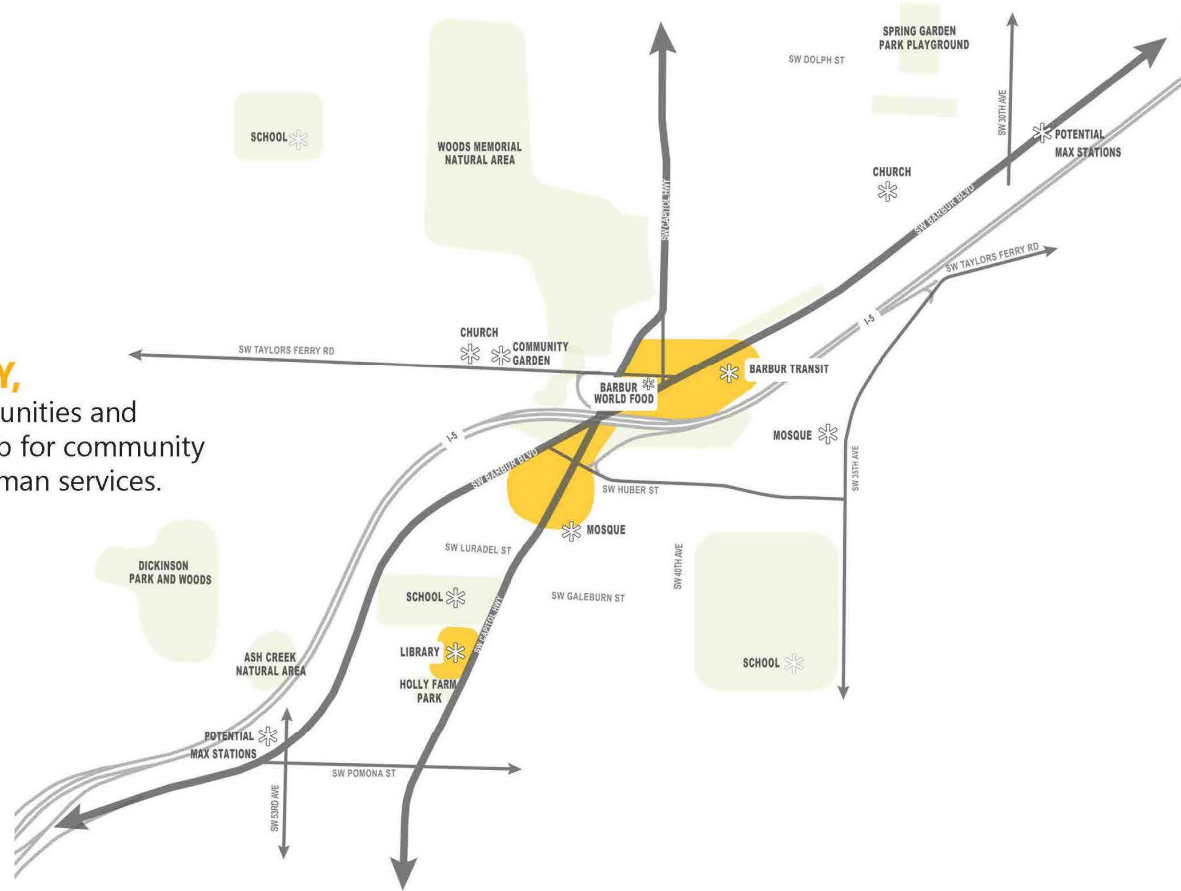 SPRING GARDEN
PARK PLAYGROUND
SW DOLPH ST
SW 30TH AVE
SCHOOL
POTENTIAL
MAX STATIONS
WOODS MEMORIAL
NATURAL AREA
CHURCH
SW CAPITOL HWY
SW BARBUR BLVD
SW TAYLORS FERRY RD
I-5
CHURCH
COMMUNITY
GARDEN
SW TAYLORS FERRY RD
BARBUR TRANSIT
BARBUR
WORLD FOOD
Y,
unities and
b for community
man services.
I-5
MOSQUE
SW BARBUR BLVD
SW 35TH AVE
SW HUBER ST
MOSQUE
SW LURADEL ST
SW 40TH AVE
DICKINSON
PARK AND WOODS
SCHOOL
SW GALEBURN ST
SW CAPITOL HWY
LIBRARY
ASH CREEK
NATURAL AREA
SCHOOL
HOLLY FARM
PARK
POTENTIAL
MAX STATIONS
SW POMONA ST
SW 53RD AVE